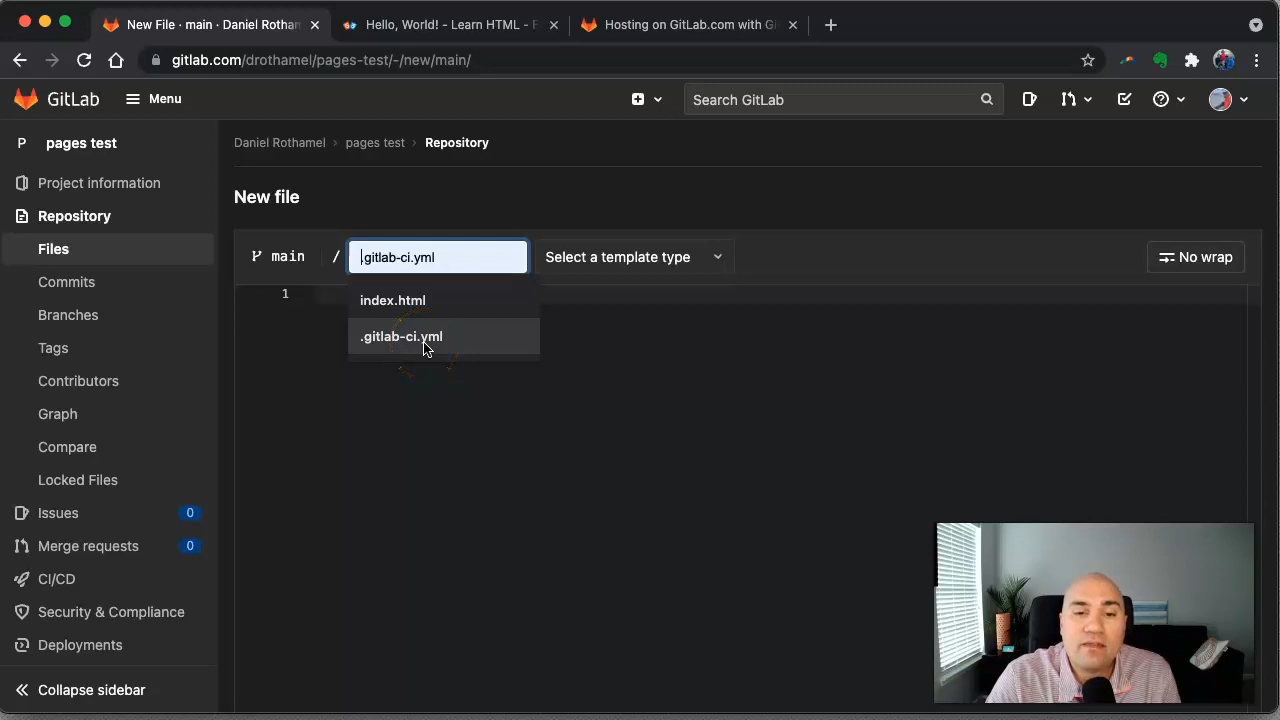 New File · main · Daniel Rotham
Hello, World! - Learn HTML - F
Hosting on GitLab.com with Gi
gitlab.com/drothamel/pages-test/-/new/main/
GitLab
Menu
Search GitLab
P pages test
Daniel Rothamel › pages test › Repository
Project information
New file
Repository
main / .gitlab-ci.yml
Select a template type
No wrap
Files
1
Commits
index.html
Branches
.gitlab-ci.yml
Tags
Contributors
Graph
Compare
Locked Files
Issues 0
Merge requests 0
CI/CD
Security & Compliance
Deployments
Collapse sidebar